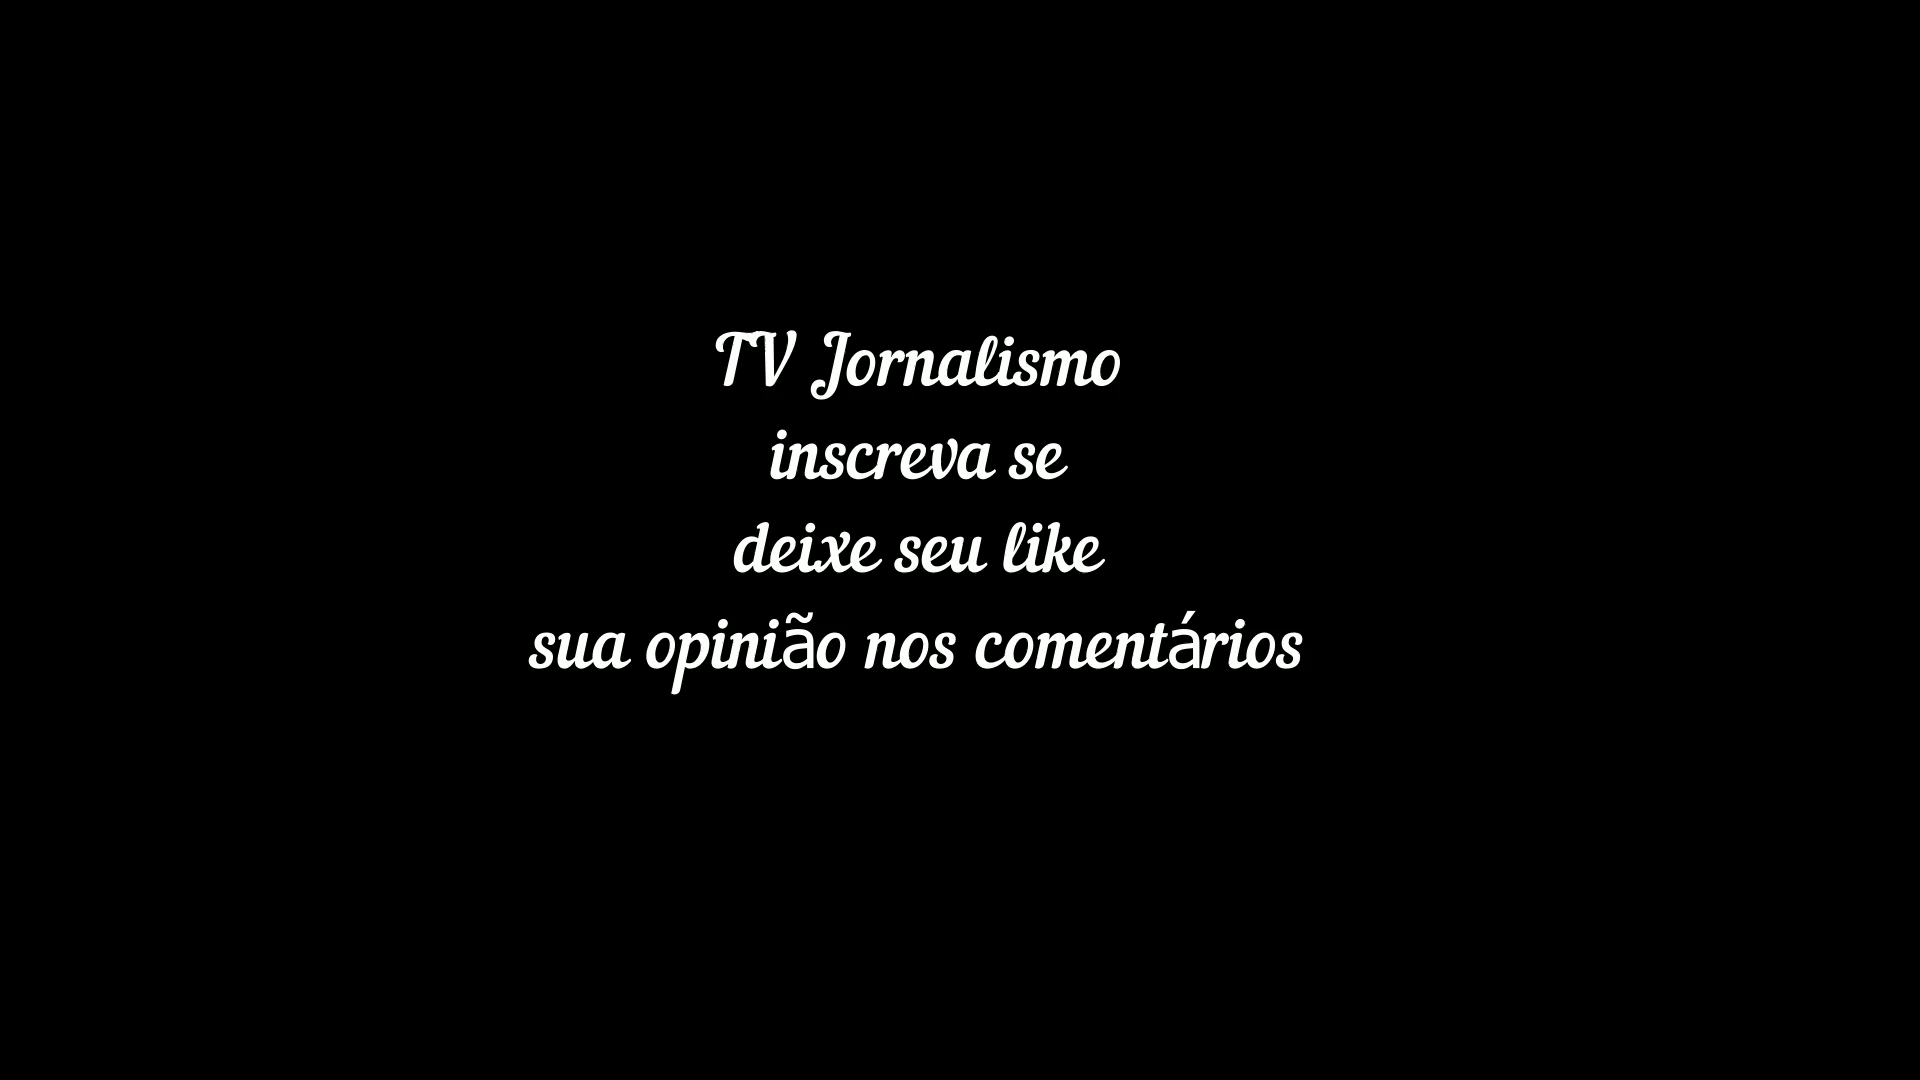 TV Jornalismo
inscreva se
deixe seu like
sua opinião nos comentários